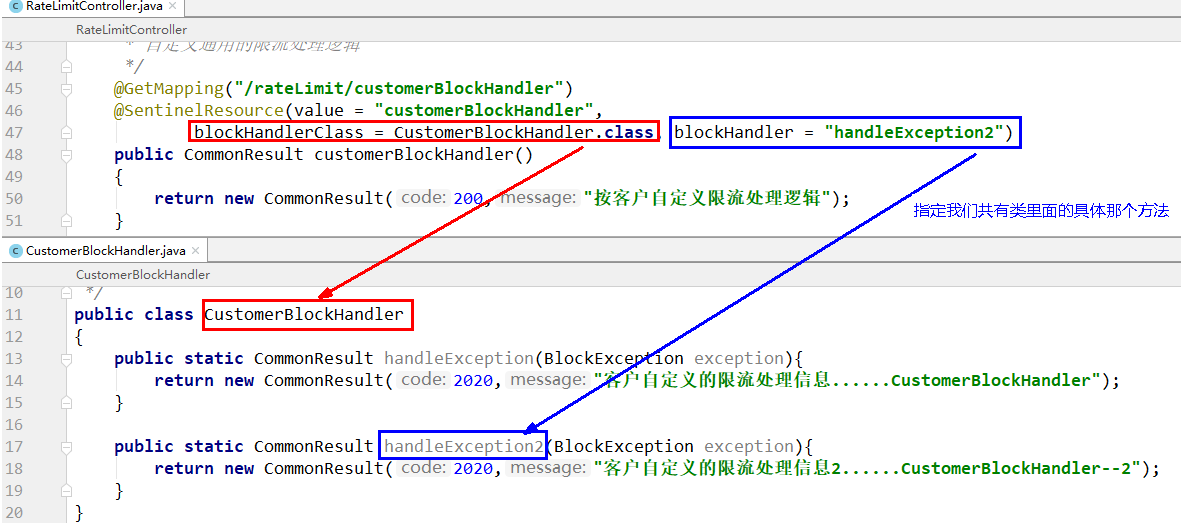 RateLimitController.java
RateLimitController
43 * 自定义通用的限流处理逻辑
44 */
45 @GetMapping("/rateLimit/customerBlockHandler")
46 @SentinelResource(value = "customerBlockHandler",
47 blockHandlerClass = CustomerBlockHandler.class, blockHandler = "handleException2")
48 public CommonResult customerBlockHandler()
49 {
50 return new CommonResult( code: 200, message: "按客户自定义限流处理逻辑");
51 }
指定我们共有类里面的具体那个方法
CustomerBlockHandler.java
CustomerBlockHandler
10 */
11 public class CustomerBlockHandler
12 {
13 public static CommonResult handleException(BlockException exception){
14 return new CommonResult( code: 2020, message: "客户自定义的限流处理信息......CustomerBlockHandler");
15 }
16
17 public static CommonResult handleException2(BlockException exception){
18 return new CommonResult( code: 2020, message: "客户自定义的限流处理信息2......CustomerBlockHandler--2");
19 }
20 }